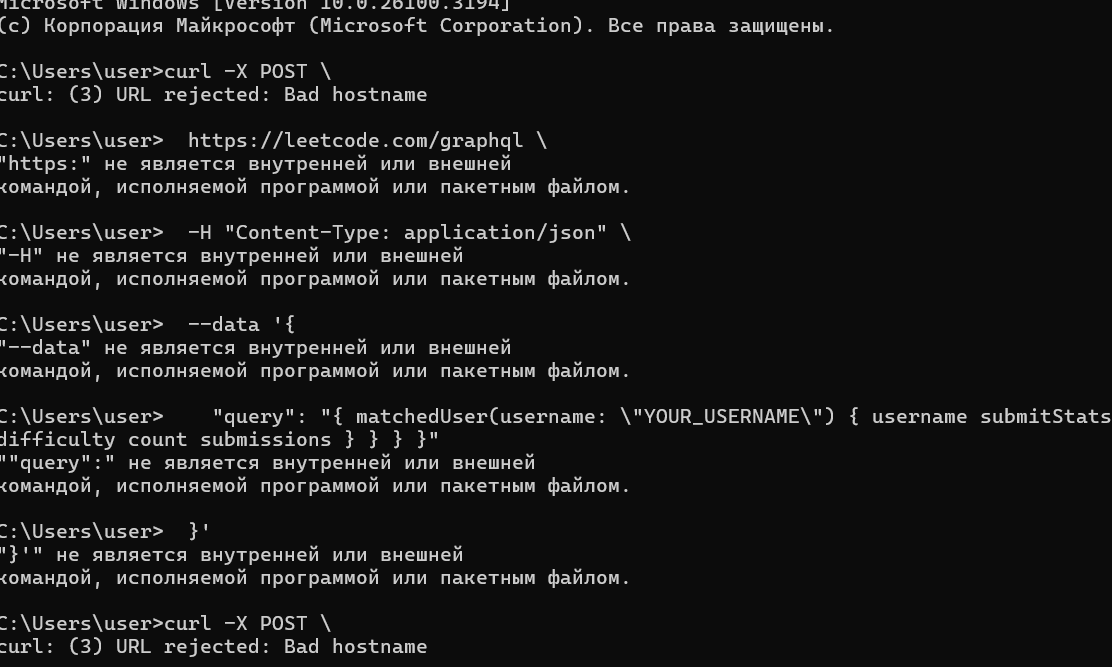 Microsoft Windows [Version 10.0.26100.3194]
(c) Корпорация Майкрософт (Microsoft Corporation). Все права защищены.
C:\Users\user>curl -X POST \
curl: (3) URL rejected: Bad hostname
C:\Users\user>  https://leetcode.com/graphql \
"https:" не является внутренней или внешней
командой, исполняемой программой или пакетным файлом.
C:\Users\user>  -H "Content-Type: application/json" \
"-H" не является внутренней или внешней
командой, исполняемой программой или пакетным файлом.
C:\Users\user>  --data '{
"--data" не является внутренней или внешней
командой, исполняемой программой или пакетным файлом.
C:\Users\user>    "query": "{ matchedUser(username: \"YOUR_USERNAME\") { username submitStats
difficulty count submissions } } } }"
""query":" не является внутренней или внешней
командой, исполняемой программой или пакетным файлом.
C:\Users\user>  }'
"}'" не является внутренней или внешней
командой, исполняемой программой или пакетным файлом.
C:\Users\user>curl -X POST \
curl: (3) URL rejected: Bad hostname